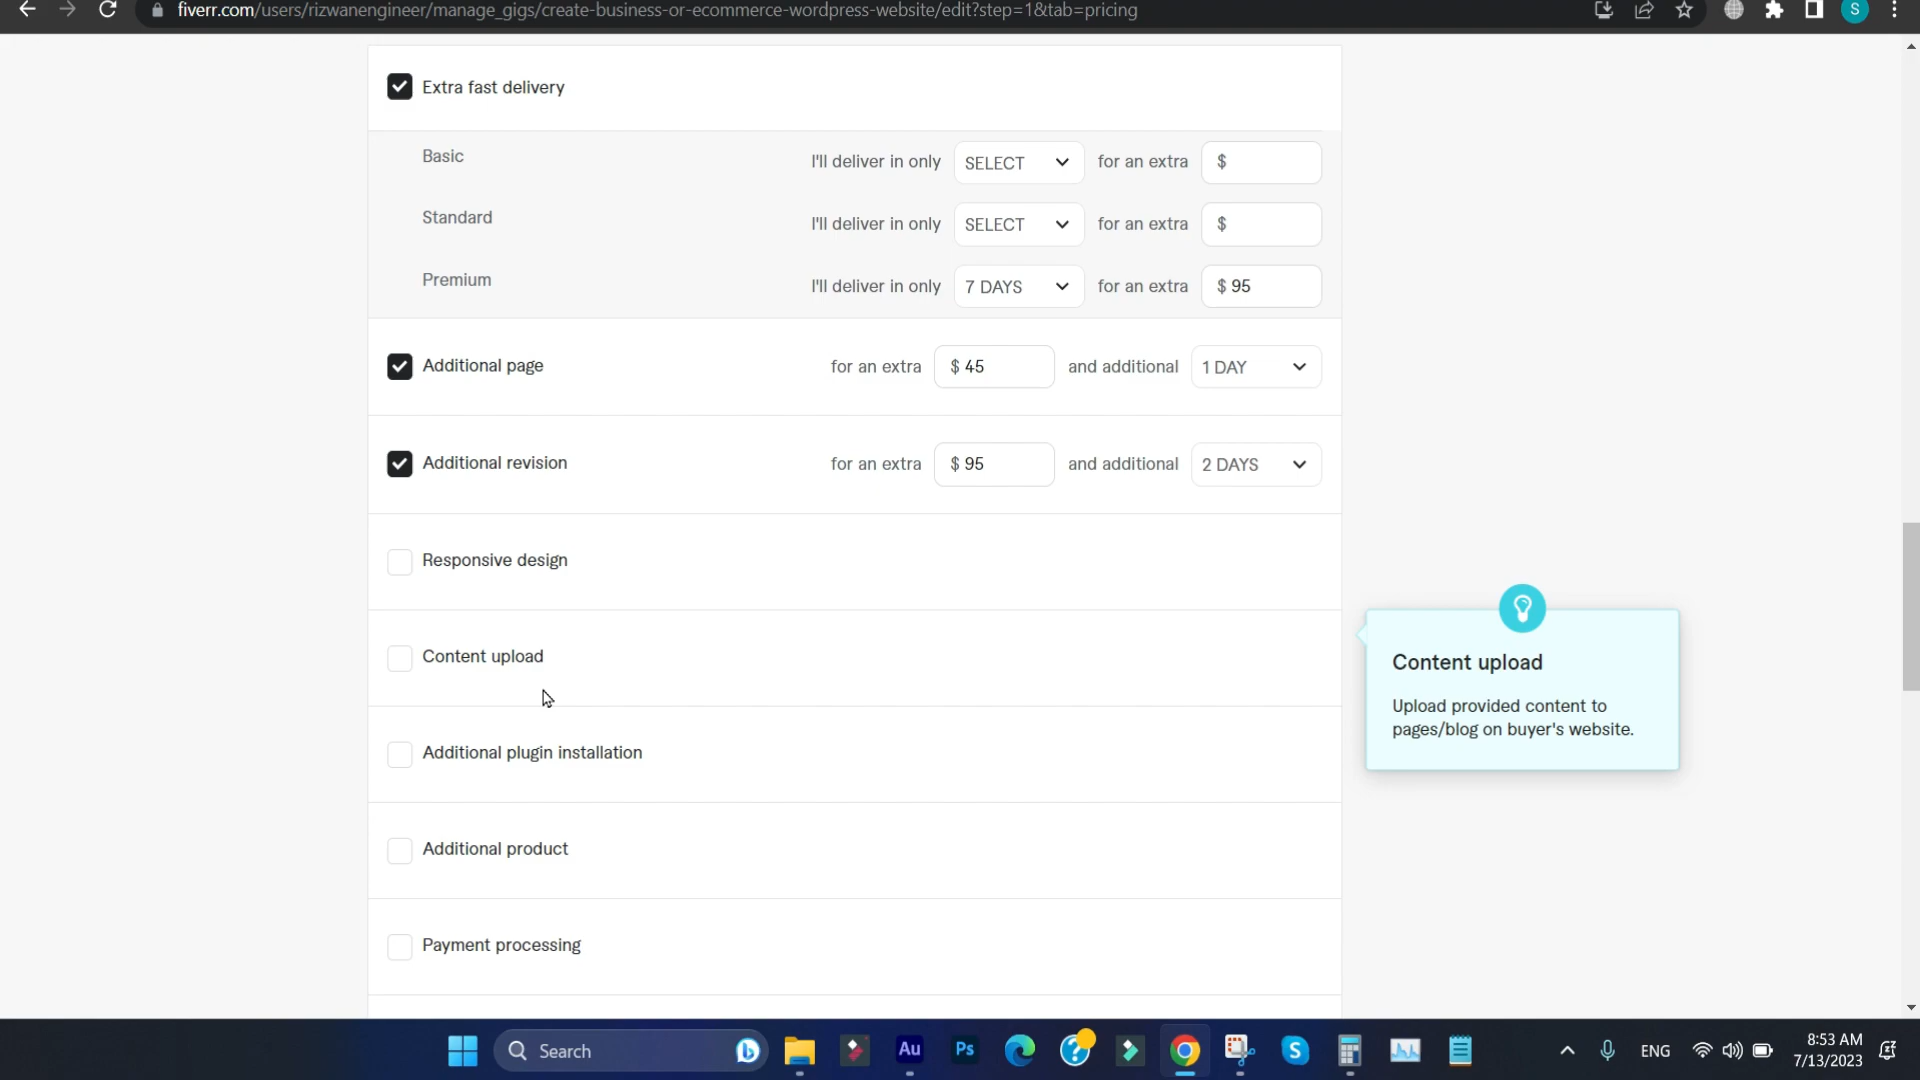 fiverr.com/users/rizwanengineer/manage_gigs/create-business-or-ecommerce-wordpress-website/edit?step=1&tab=pricing
S
Extra fast delivery
Basic I'll deliver in only SELECT for an extra $
Standard I'll deliver in only SELECT for an extra $
Premium I'll deliver in only 7 DAYS for an extra $ 95
Additional page for an extra $ 45 and additional 1 DAY
Additional revision for an extra $ 95 and additional 2 DAYS
Responsive design
Content upload
Additional plugin installation
Additional product
Payment processing
Content upload
Upload provided content to
pages/blog on buyer's website.
Search Au Ps S ENG 8:53 AM
7/13/2023